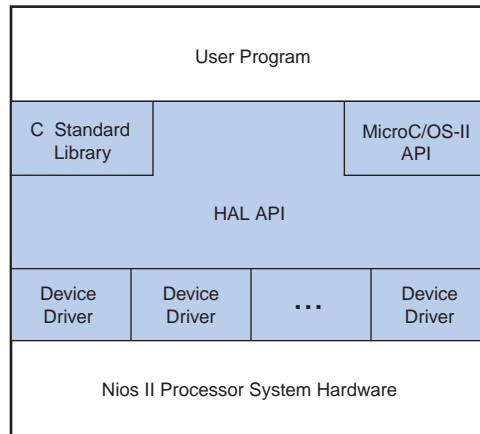 User Program
C Standard
Library
MicroC/OS-II
API
HAL API
Device
Driver
Device
Driver
...
Device
Driver
Nios II Processor System Hardware